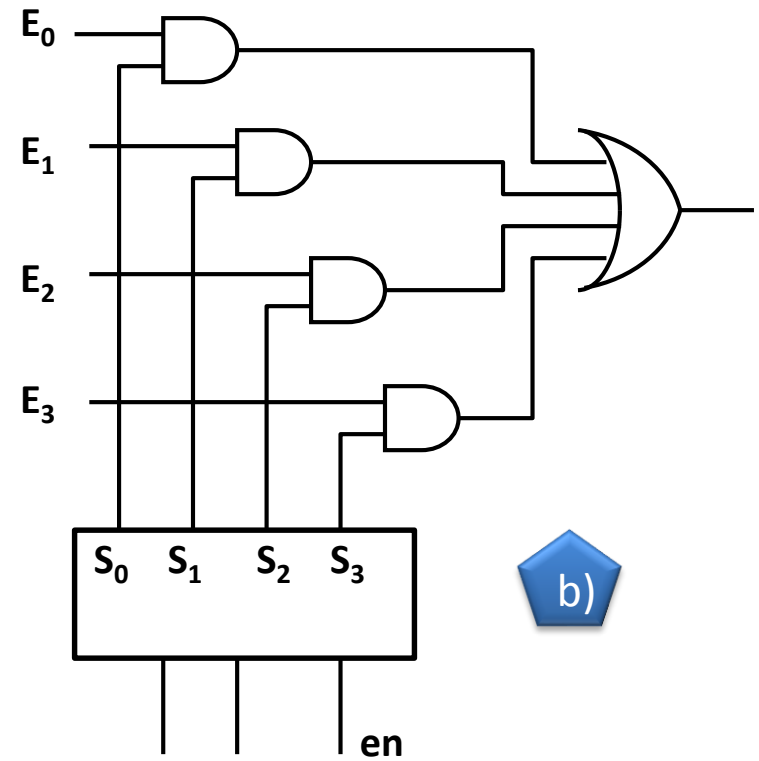 E₀
E₁
E₂
E₃
S₀ S₁ S₂ S₃
b)
en